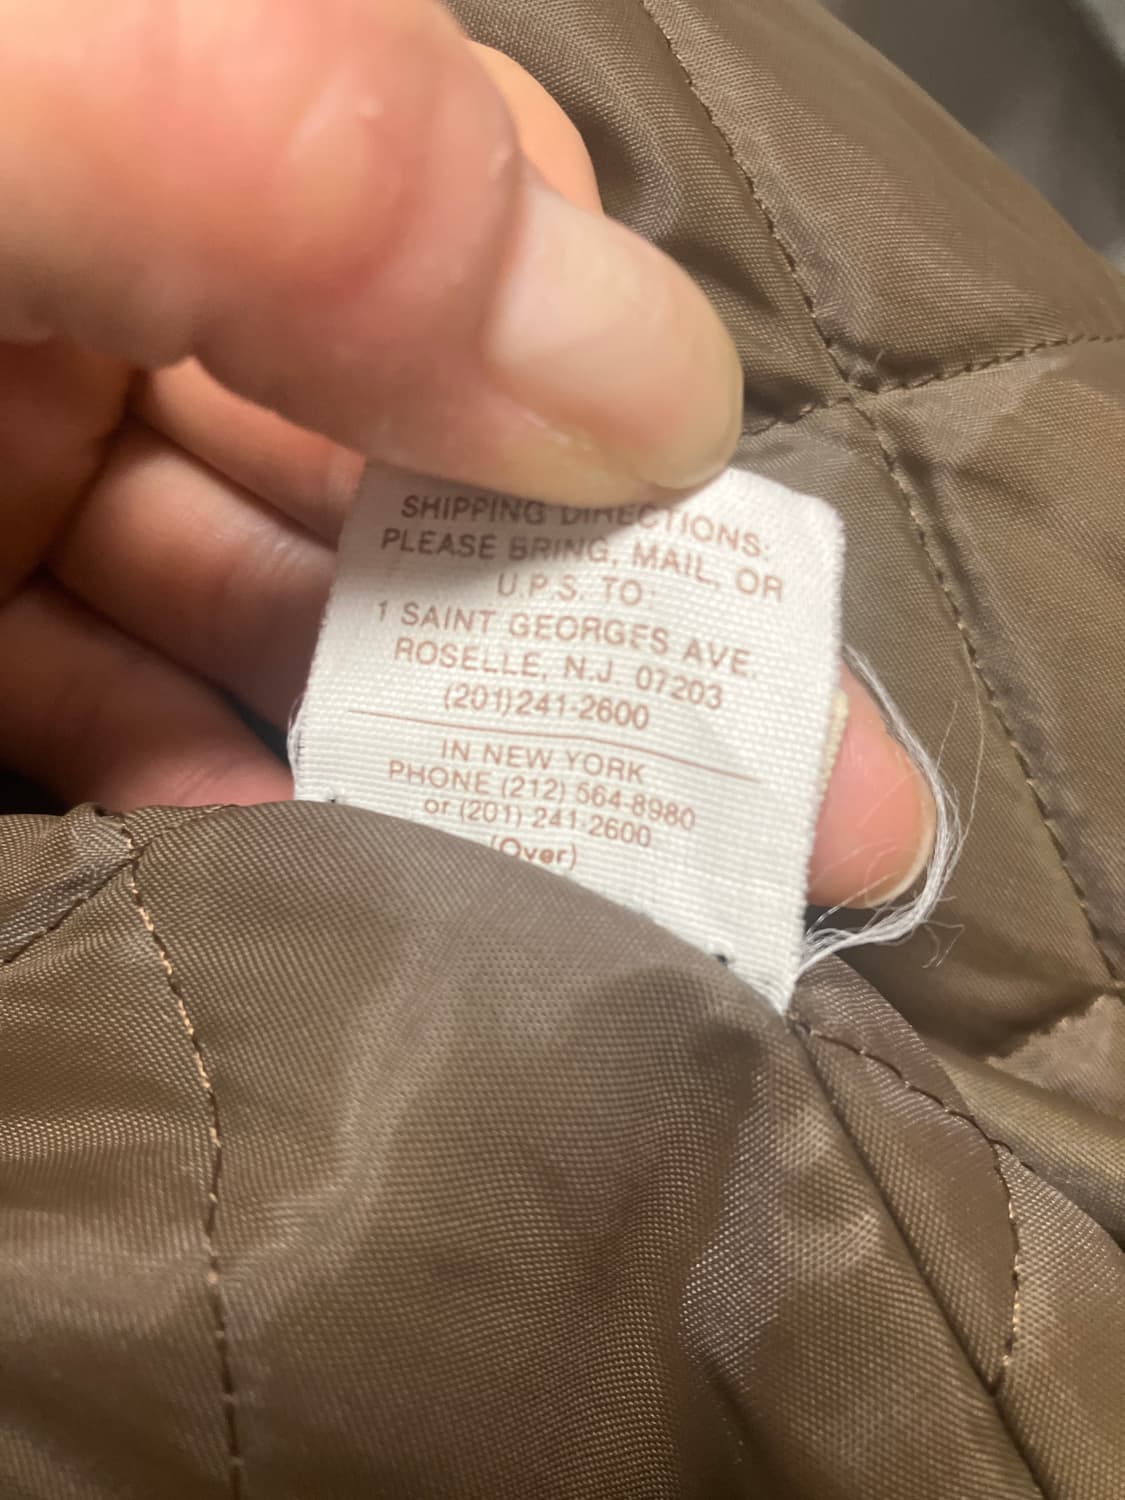 SHIPPING DIRECTIONS:
PLEASE BRING, MAIL, OR
U.P.S. TO:
1 SAINT GEORGES AVE.
ROSELLE, N.J. 07203
(201)241-2600
IN NEW YORK
PHONE (212) 564-8980
or (201) 241-2600
(Over)